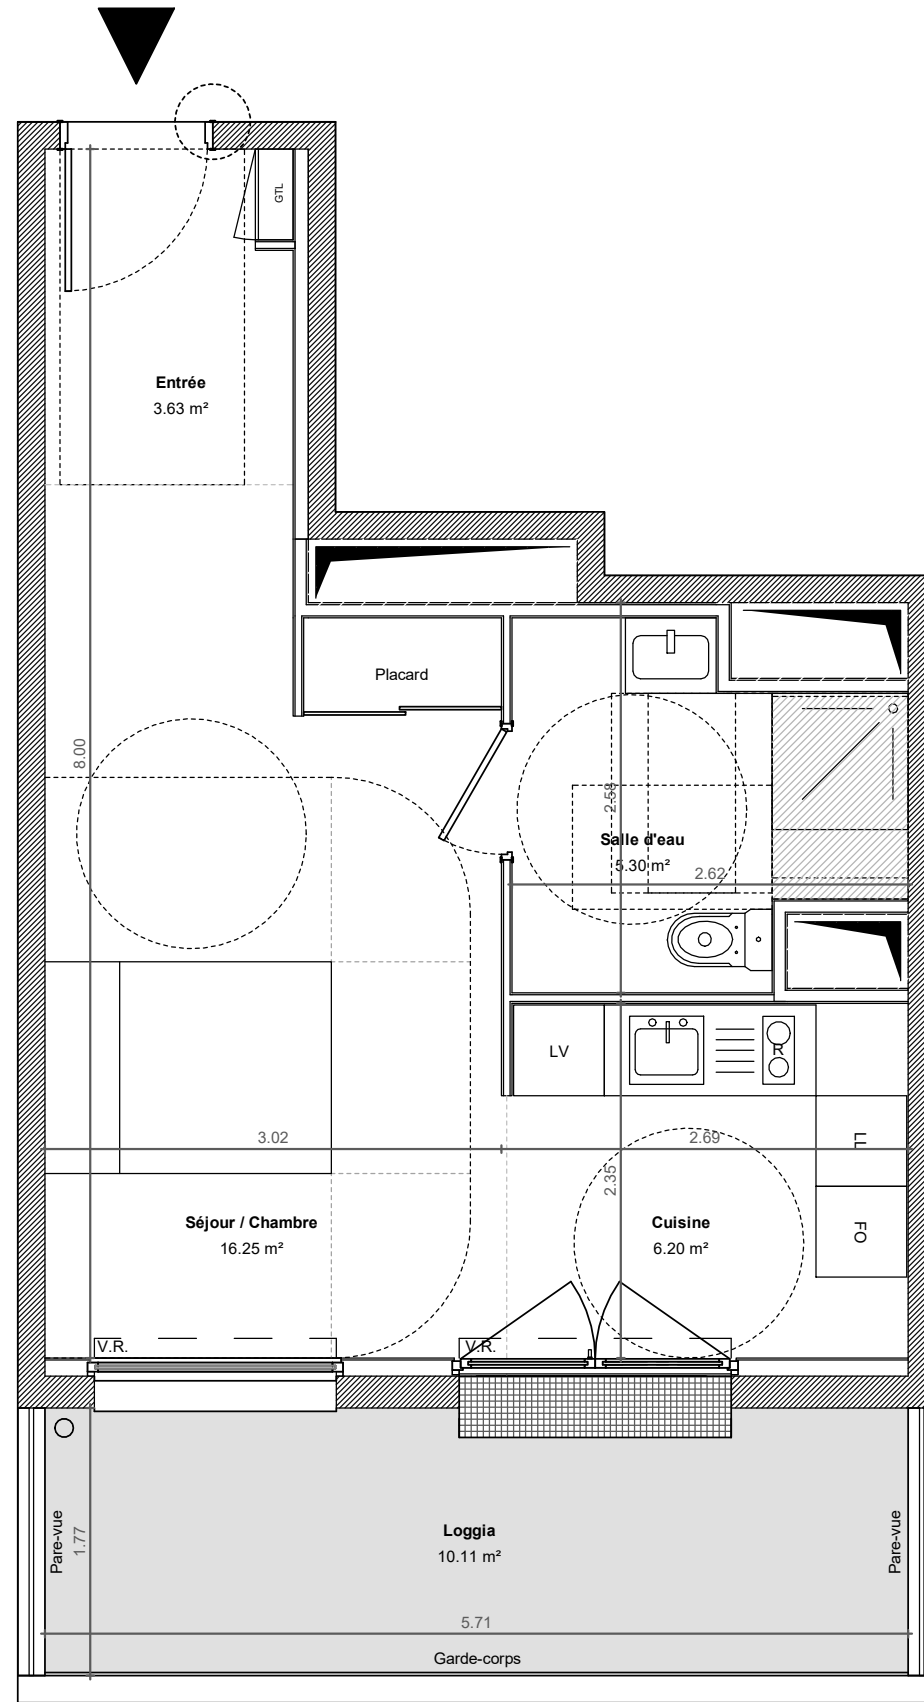 GTL
Entrée
3.63 m²
Placard
8.00
2.58
Salle d'eau
5.30 m²
2.62
LV
R
LL
3.02
2.69
2.35
FO
Séjour / Chambre
16.25 m²
Cuisine
6.20 m²
V.R.
V.R.
Pare-vue
1.77
Loggia
10.11 m²
Pare-vue
5.71
Garde-corps